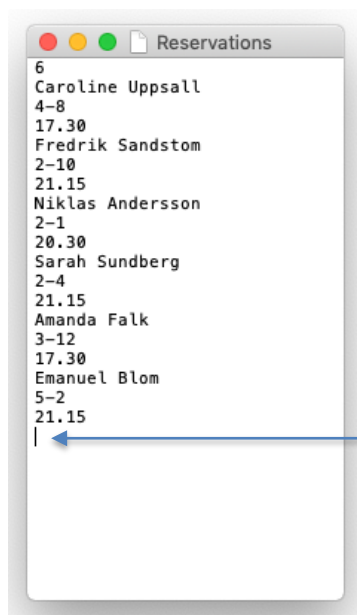 Reservations
6
Caroline Uppsall
4-8
17.30
Fredrik Sandstom
2-10
21.15
Niklas Andersson
2-1
20.30
Sarah Sundberg
2-4
21.15
Amanda Falk
3-12
17.30
Emanuel Blom
5-2
21.15